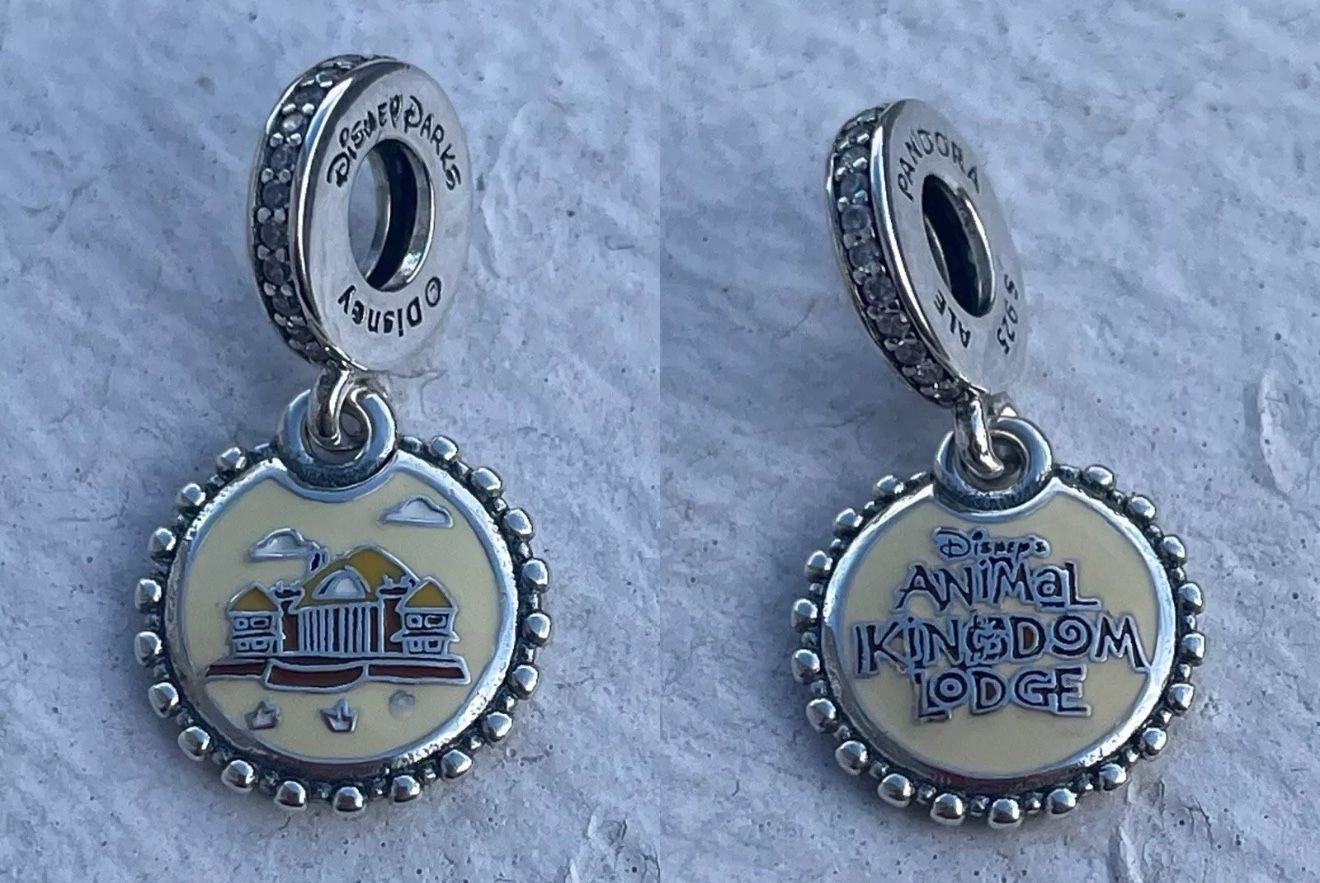 Disney Parks
©Disney
PANDORA
S925 ALE
Disney's
ANiMaL
KiNGDOM
LODGE